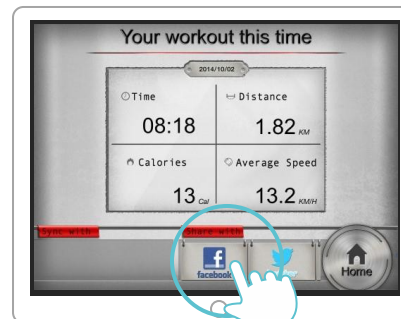 Your workout this time
2014/10/02
Time
Distance
08:18
1.82 KM
Calories
Average Speed
13 Cal
13.2 KM/H
Sync with
Share with
facebook
Home